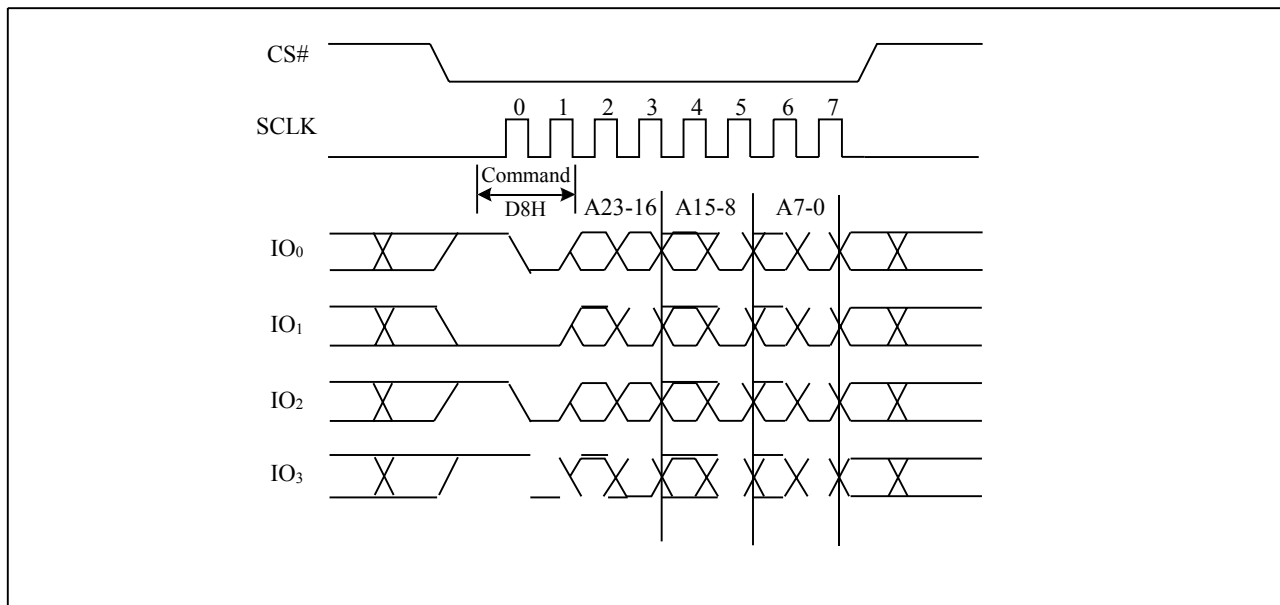 CS#
0 1 2 3 4 5 6 7
SCLK
Command
D8H
A23-16 A15-8 A7-0
IO₀
IO₁
IO₂
IO₃